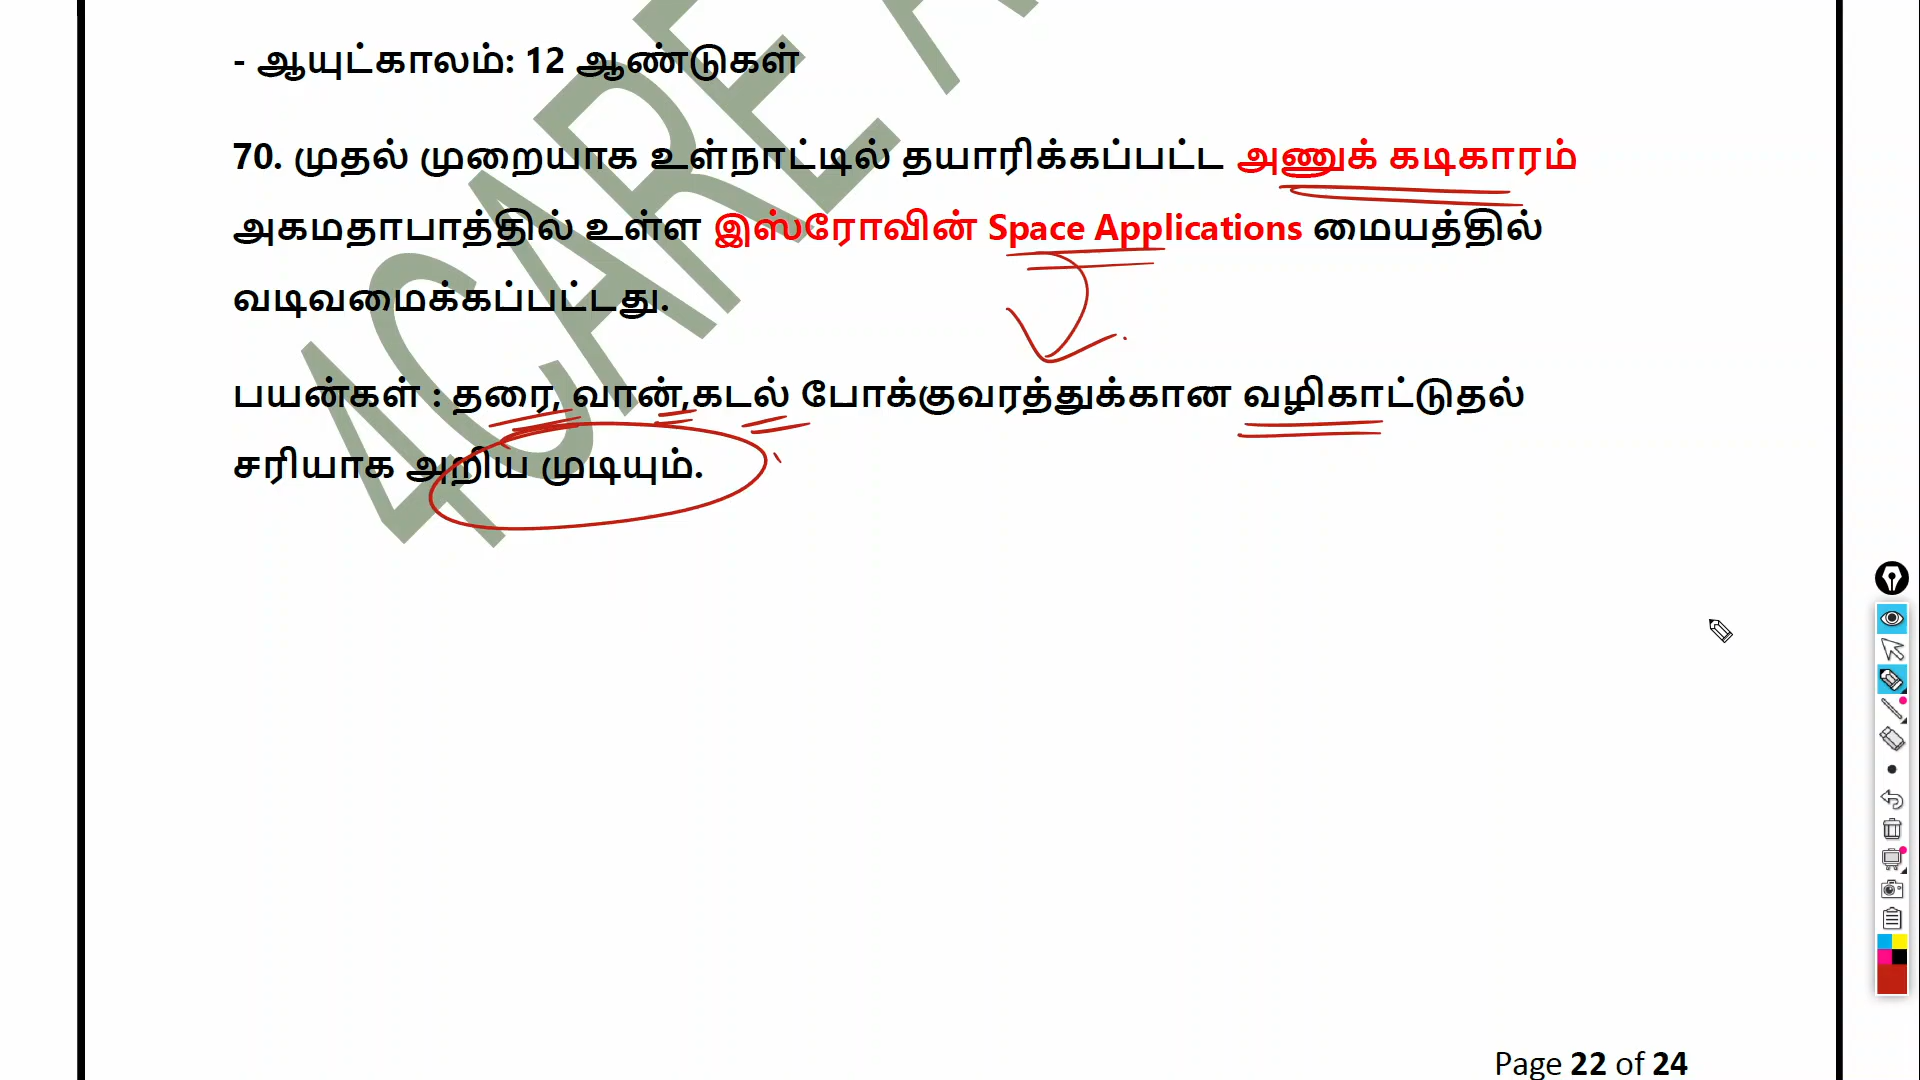 - ஆயுட்காலம்: 12 ஆண்டுகள்
70. முதல் முறையாக உள்நாட்டில் தயாரிக்கப்பட்ட அணுக் கடிகாரம்
அகமதாபாத்தில் உள்ள இஸ்ரோவின் Space Applications மையத்தில்
வடிவமைக்கப்பட்டது.
பயன்கள் : தரை, வான்,கடல் போக்குவரத்துக்கான வழிகாட்டுதல்
சரியாக அறிய முடியும்.
4CARE A
Page 22 of 24